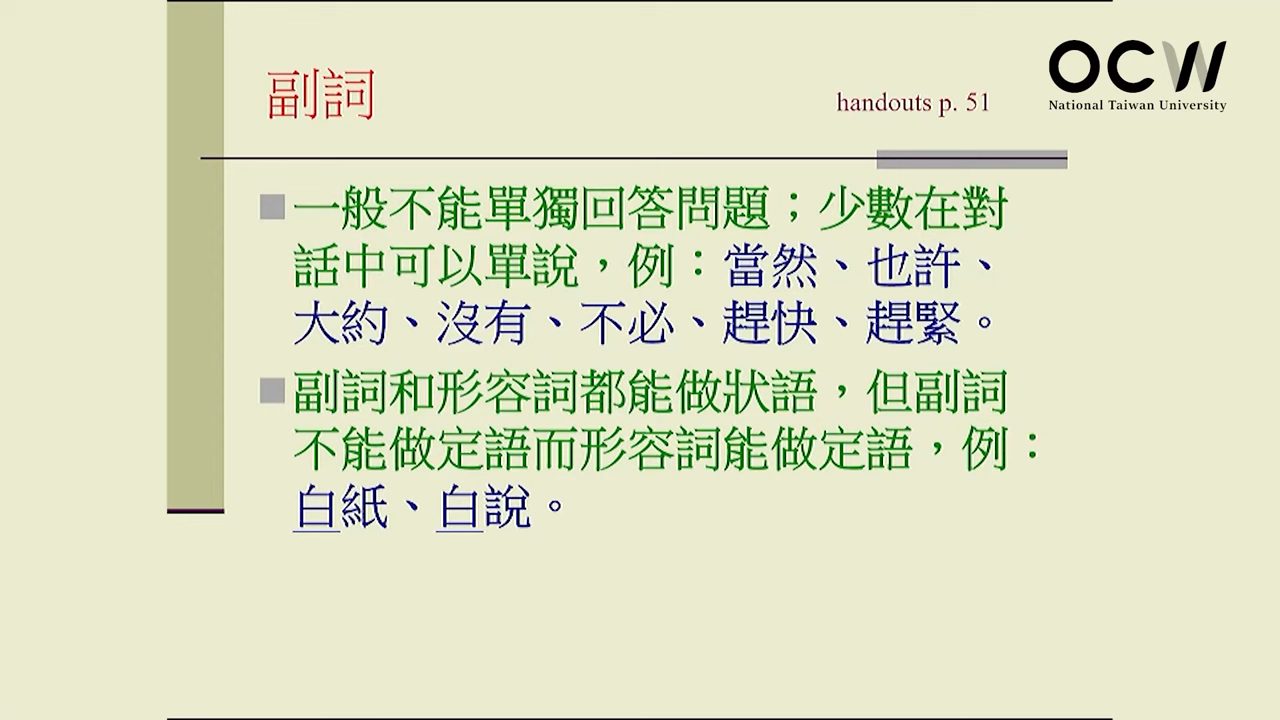 OCW
National Taiwan University
副詞
handouts p. 51
一般不能單獨回答問題；少數在對
話中可以單說，例：當然、也許、
大約、沒有、不必、趕快、趕緊。
副詞和形容詞都能做狀語，但副詞
不能做定語而形容詞能做定語，例：
白紙、白說。